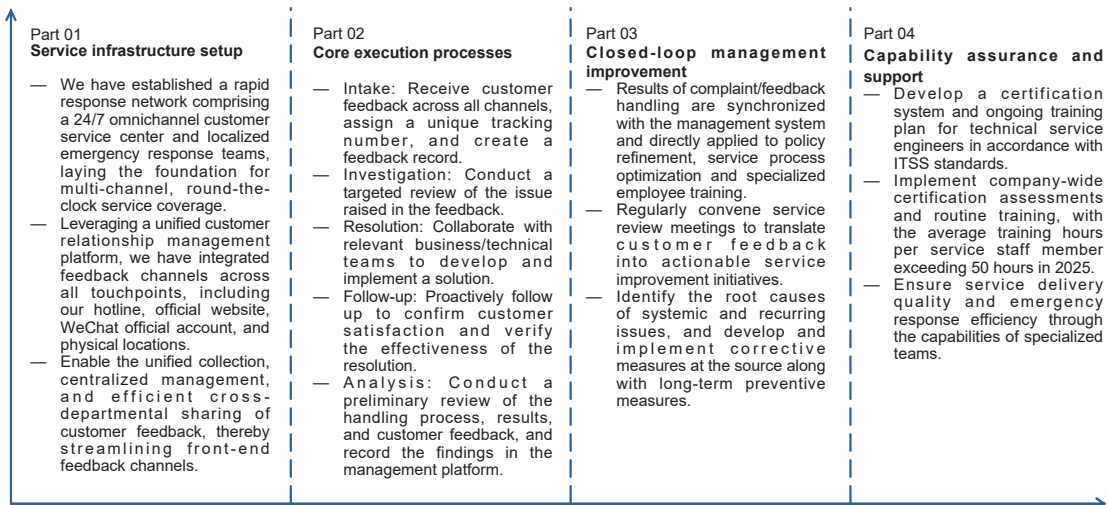 Part 01
Service infrastructure setup
— We have established a rapid
response network comprising
a 24/7 omnichannel customer
service center and localized
emergency response teams,
laying the foundation for
multi-channel, round-the-
clock service coverage.
— Leveraging a unified customer
relationship management
platform, we have integrated
feedback channels across
all touchpoints, including
our hotline, official website,
WeChat official account, and
physical locations.
— Enable the unified collection,
centralized management,
and efficient cross-
departmental sharing of
customer feedback, thereby
streamlining front-end
feedback channels.
Part 02
Core execution processes
— Intake: Receive customer
feedback across all channels,
assign a unique tracking
number, and create a
feedback record.
— Investigation: Conduct a
targeted review of the issue
raised in the feedback.
— Resolution: Collaborate with
relevant business/technical
teams to develop and
implement a solution.
— Follow-up: Proactively follow
up to confirm customer
satisfaction and verify
the effectiveness of the
resolution.
— Analysis: Conduct a
preliminary review of the
handling process, results,
and customer feedback, and
record the findings in the
management platform.
Part 03
Closed-loop management
improvement
— Results of complaint/feedback
handling are synchronized
with the management system
and directly applied to policy
refinement, service process
optimization and specialized
employee training.
— Regularly convene service
review meetings to translate
customer feedback
into actionable service
improvement initiatives.
— Identify the root causes
of systemic and recurring
issues, and develop and
implement corrective
measures at the source along
with long-term preventive
measures.
Part 04
Capability assurance and
support
— Develop a certification
system and ongoing training
plan for technical service
engineers in accordance with
ITSS standards.
— Implement company-wide
certification assessments
and routine training, with
the average training hours
per service staff member
exceeding 50 hours in 2025.
— Ensure service delivery
quality and emergency
response efficiency through
the capabilities of specialized
teams.